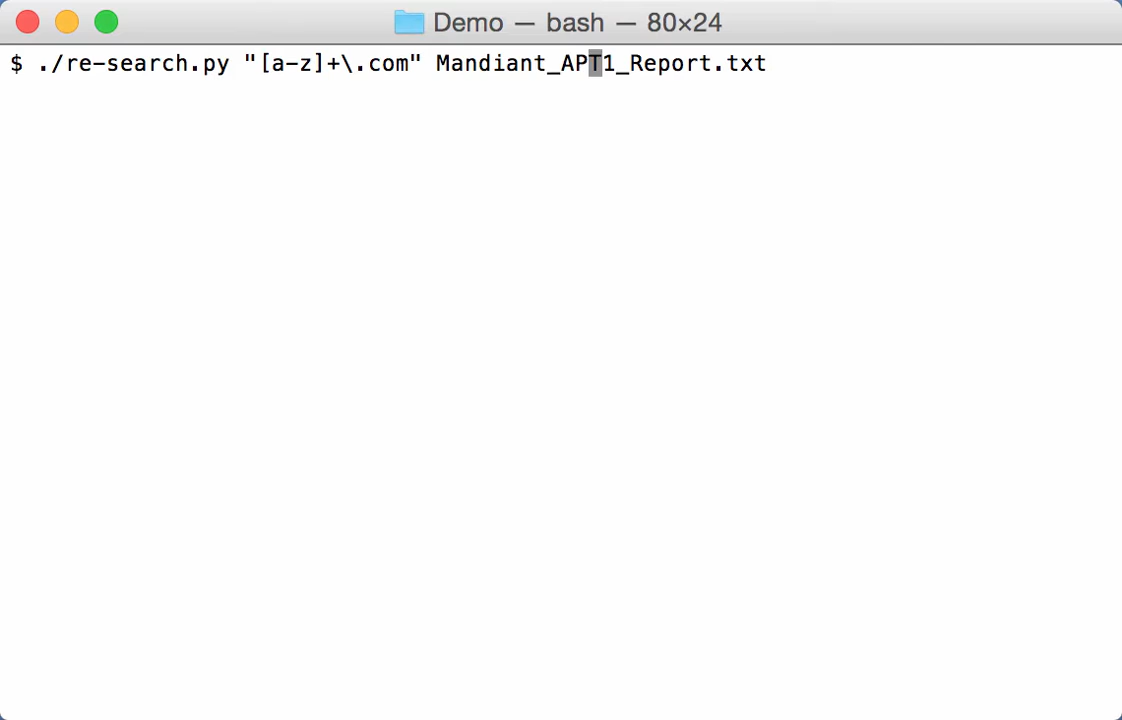 Demo — bash — 80×24
$ ./re-search.py "[a-z]+\.com" Mandiant_APT1_Report.txt